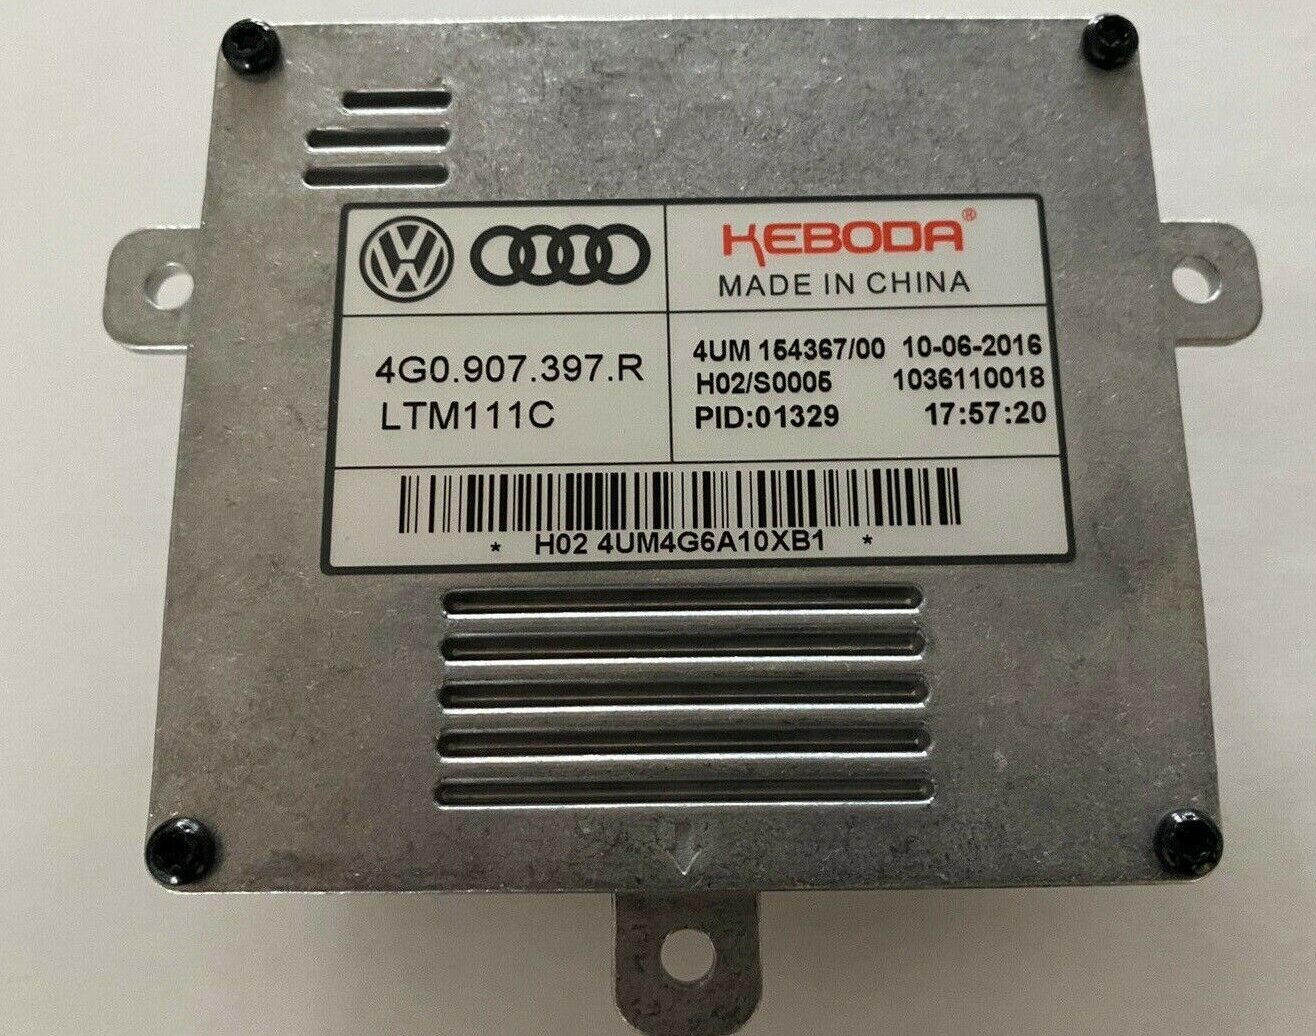 VW
KEBODA®
MADE IN CHINA
4G0.907.397.R
LTM111C
4UM 154367/00 10-06-2016
H02/S0005 1036110018
PID:01329 17:57:20
* H02 4UM4G6A10XB1 *